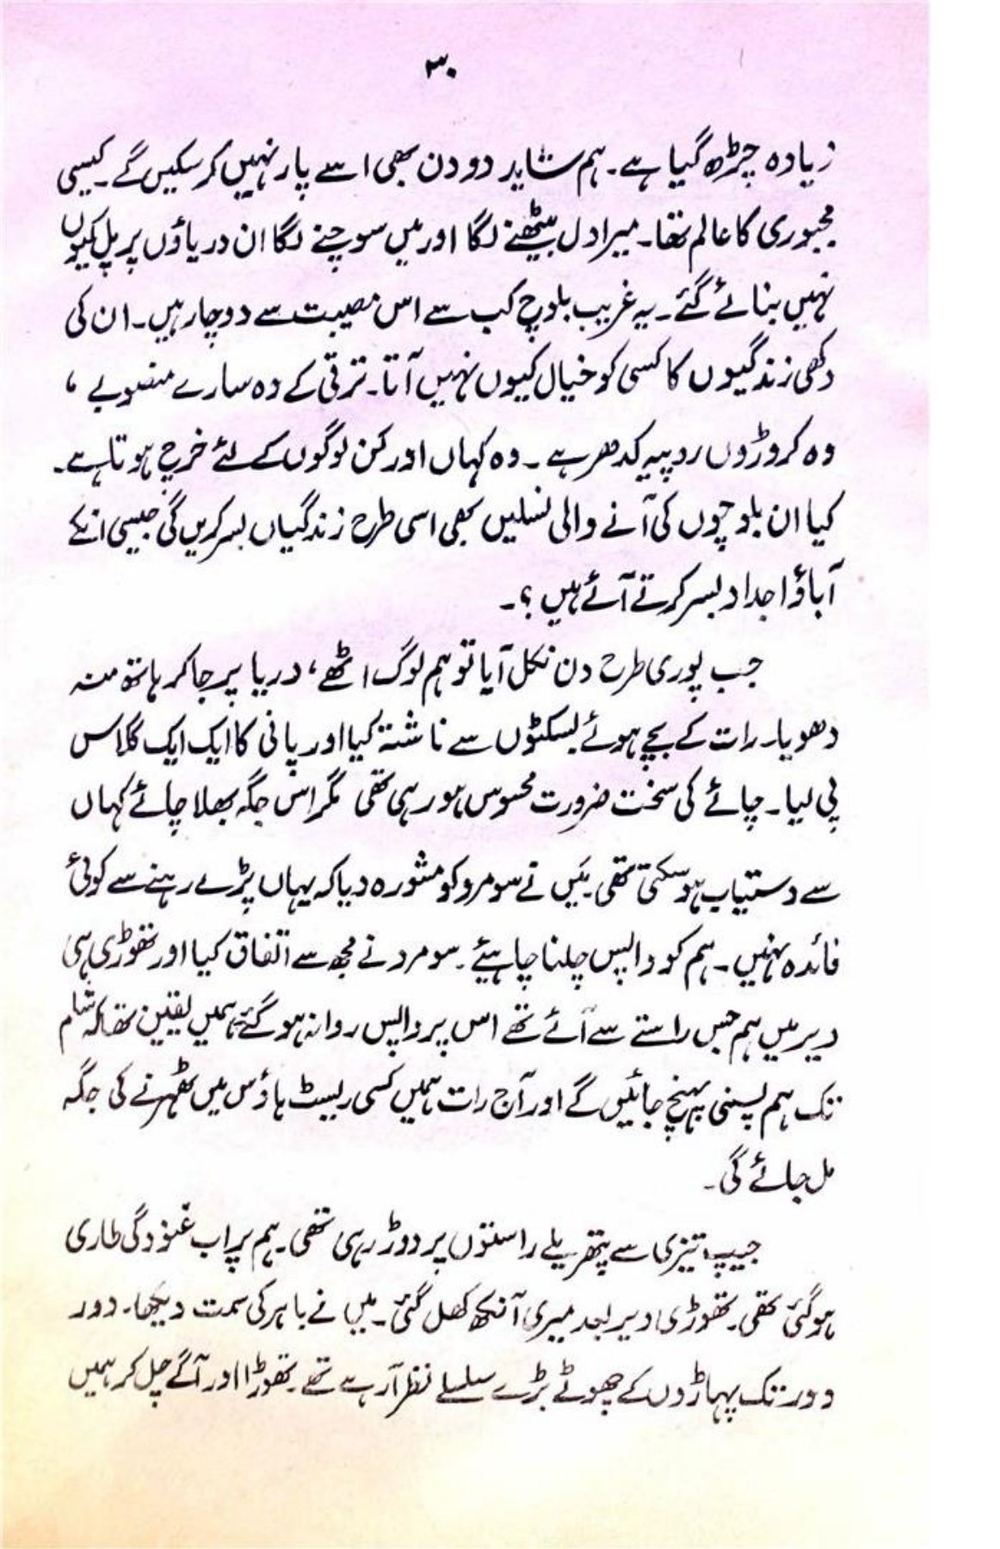 ۳۰
زیادہ چڑھ گیا ہے۔ ہم شاید دو دن بھی اسے پار نہیں کر سکیں گے۔ کیسی
مجبوری کا عالم تھا۔ میرا دل بیٹھنے لگا اور میں سوچنے لگا ان دریاؤں پر پل کیوں
نہیں بنائے گئے۔ یہ غریب بلوچ کب سے اس مصیبت سے دوچار ہیں۔ ان کی
دکھی زندگیوں کا کسی کو خیال کیوں نہیں آتا۔ ترقی کے وہ سارے منصوبے ،
وہ کروڑوں روپیہ کدھر ہے ۔ وہ کہاں اور کن لوگوں کے لئے خرچ ہوتا ہے۔
کیا ان بلوچوں کی آنے والی نسلیں بھی اسی طرح زندگیاں بسر کریں گی جیسی انکے
آباؤ اجداد بسر کرتے آئے ہیں ؟۔
جب پوری طرح دن نکل آیا تو ہم لوگ اٹھے ، دریا پر جا کر ہاتھ منہ
دھویا۔ رات کے بچے ہوئے بسکٹوں سے ناشتہ کیا اور پانی کا ایک ایک گلاس
پی لیا۔ چائے کی سخت ضرورت محسوس ہو رہی تھی مگر اس جگہ بھلا چائے کہاں
سے دستیاب ہو سکتی تھی۔ میں نے سومرو کو مشورہ دیا کہ یہاں پڑے رہنے سے کوئی
فائدہ نہیں ۔ ہم کو واپس چلنا چاہیئے ۔ سومرو نے مجھ سے اتفاق کیا اور تھوڑی ہی
دیر میں ہم جس راستے سے آئے تھے اس پر واپس روانہ ہو گئے۔ ہمیں یقین تھا کہ شام
تک ہم پسنی پہنچ جائیں گے اور آج رات ہمیں کسی ریسٹ ہاؤس میں ٹھہرنے کی جگہ
مل جائے گی ۔
جیپ تیزی سے پتھریلے راستوں پر دوڑ رہی تھی۔ ہم پر اب غنودگی طاری
ہو گئی تھی۔ تھوڑی دیر بعد میری آنکھ کھل گئی ۔ میں نے باہر کی سمت دیکھا۔ دور
دور تک پہاڑوں کے چھوٹے بڑے سلسلے نظر آ رہے تھے۔ تھوڑا اور آگے چل کر ہمیں